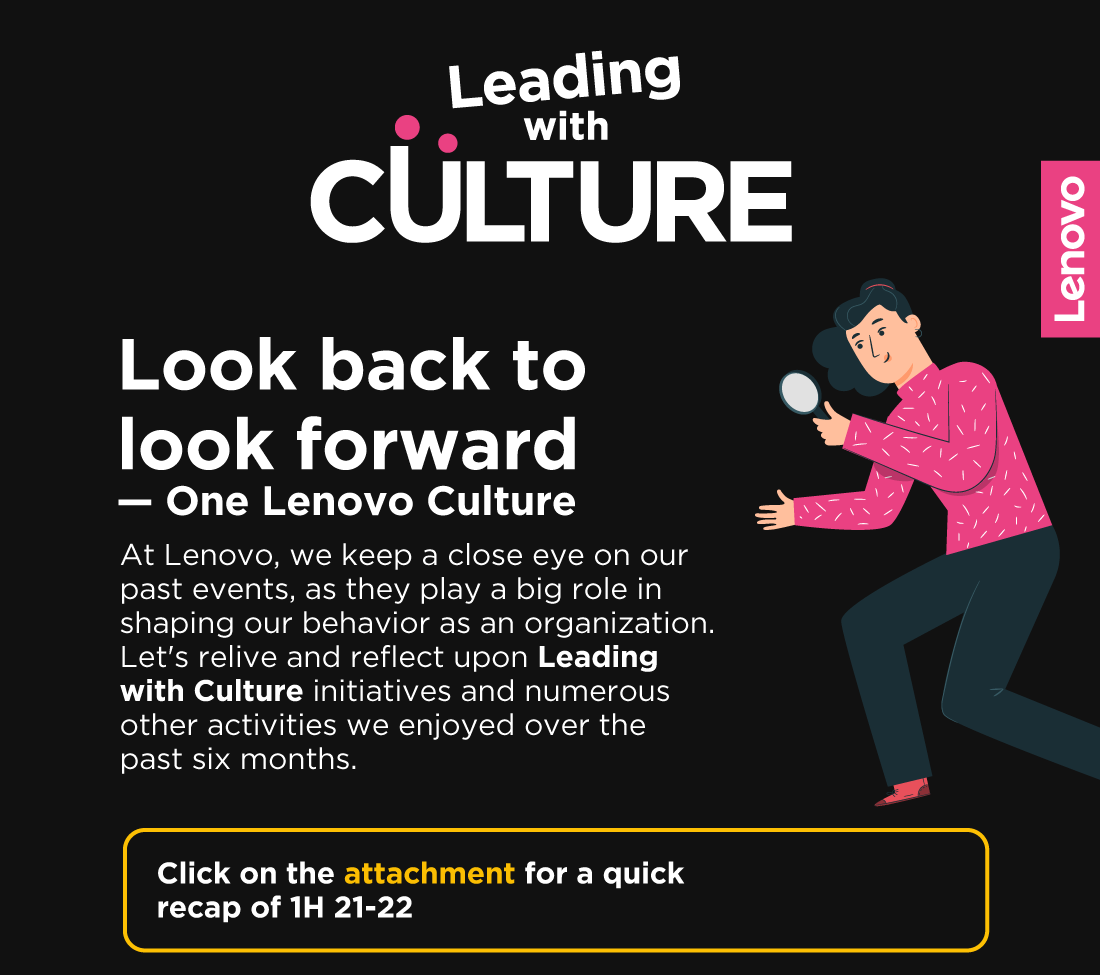 Leading
with
CULTURE
Lenovo
Look back to
look forward
— One Lenovo Culture
At Lenovo, we keep a close eye on our
past events, as they play a big role in
shaping our behavior as an organization.
Let's relive and reflect upon Leading
with Culture initiatives and numerous
other activities we enjoyed over the
past six months.
Click on the attachment for a quick
recap of 1H 21-22